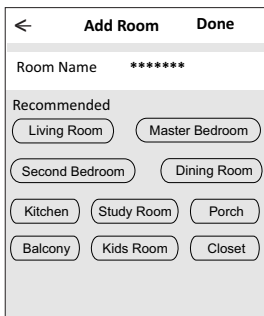 Add Room Done
Room Name *******
Recommended
Living Room Master Bedroom
Second Bedroom Dining Room
Kitchen Study Room Porch
Balcony Kids Room Closet